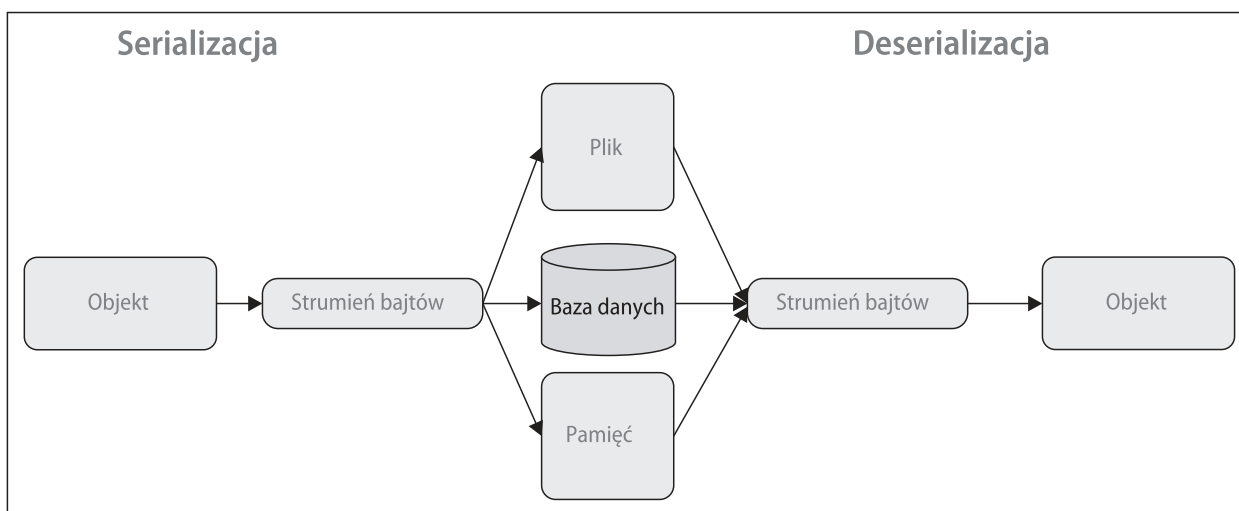 Serializacja
Deserializacja
Plik
Objekt
Strumień bajtów
Baza danych
Strumień bajtów
Objekt
Pamięć